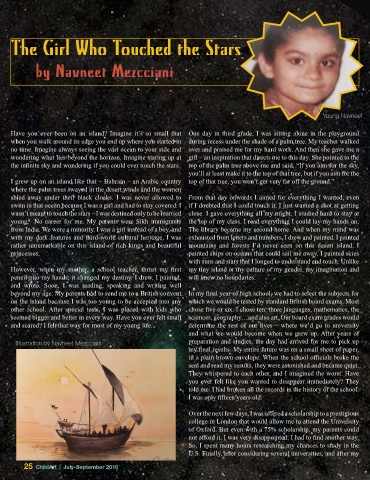 The Girl Who Touched the Stars
by Navneet Mezcciani
Young Navneet
Have you ever been on an island? Imagine it's so small that
when you walk around its edge you end up where you started in
no time. Imagine always seeing the vast ocean to your side and
wondering what lies beyond the horizon. Imagine staring up at
the infinite sky and wondering if you could ever touch the stars.
I grew up on an island like that – Bahrain – an Arabic country
where the palm trees swayed in the desert winds and the women
shied away under their black cloaks. I was never allowed to
swim in that ocean because I was a girl and had to stay covered. I
wasn't meant to touch the stars – I was destined only to be married
young. No career for me. My parents were Sikh immigrants
from India. We were a minority. I was a girl instead of a boy and
with my dark features and third-world cultural heritage, I was
rather unremarkable on this island of rich kings and beautiful
princesses.
However, when my mother, a school teacher, thrust my first
pencil into my hands, it changed my destiny. I drew, I painted,
and wrote. Soon, I was reading, speaking and writing well
beyond my age. My parents had to send me to a British convent
on the island because I was too young to be accepted into any
other school. After special tests, I was placed with kids who
seemed bigger and better in every way. Have you ever felt small
and scared? I felt that way for most of my young life.
Illustration by Navneet Mezcciani
One day in third grade, I was sitting alone in the playground
during recess under the shade of a palm tree. My teacher walked
over and praised me for my hard work. And then she gave me a
gift – an inspiration that directs me to this day. She pointed to the
top of the palm tree above me and said, "If you aim for the sky,
you'll at least make it to the top of that tree, but if you aim for the
top of that tree, you won't get very far off the ground."
From that day forwards I aimed for everything I wanted; even
if I doubted that I could touch it, I just wanted a shot at getting
close. I gave everything all my might. I studied hard to stay at
the top of my class. I read everything I could lay my hands on.
The library became my second home. And when my mind was
exhausted from letters and numbers, I drew and painted. I painted
mountains and forests I'd never seen on this desert island. I
painted ships on oceans that could sail me away. I painted skies
with suns and stars that I longed to understand and touch. Unlike
my tiny island or the culture of my gender, my imagination and
will knew no boundaries.
In my final year of high school, we had to select the subjects for
which we would be tested by standard British board exams. Most
chose five or six. I chose ten: three languages, mathematics, the
sciences, geography... and also art. Our board exam grades would
determine the rest of our lives – where we'd go to university
and what we would become when we grew up. After years of
preparation and studies, the day had arrived for me to pick up
my final results. My entire future was on a small sheet of paper,
in a plain brown envelope. When the school officials broke the
seal and read my results, they were astonished and became quiet.
They whispered to each other, and I imagined the worst. Have
you ever felt like you wanted to disappear immediately? They
told me I had broken all the records in the history of the school.
I was only fifteen years old.
Over the next few days, I was offered a scholarship to a prestigious
college in London that would allow me to attend the University
of Oxford. But even with a 75% scholarship, my parents could
not afford it. I was very disappointed. I had to find another way.
So, I spent many hours researching my chances to study in the
U.S. Finally, after considering several universities, and after my
25 ChildArt | July-September 2016